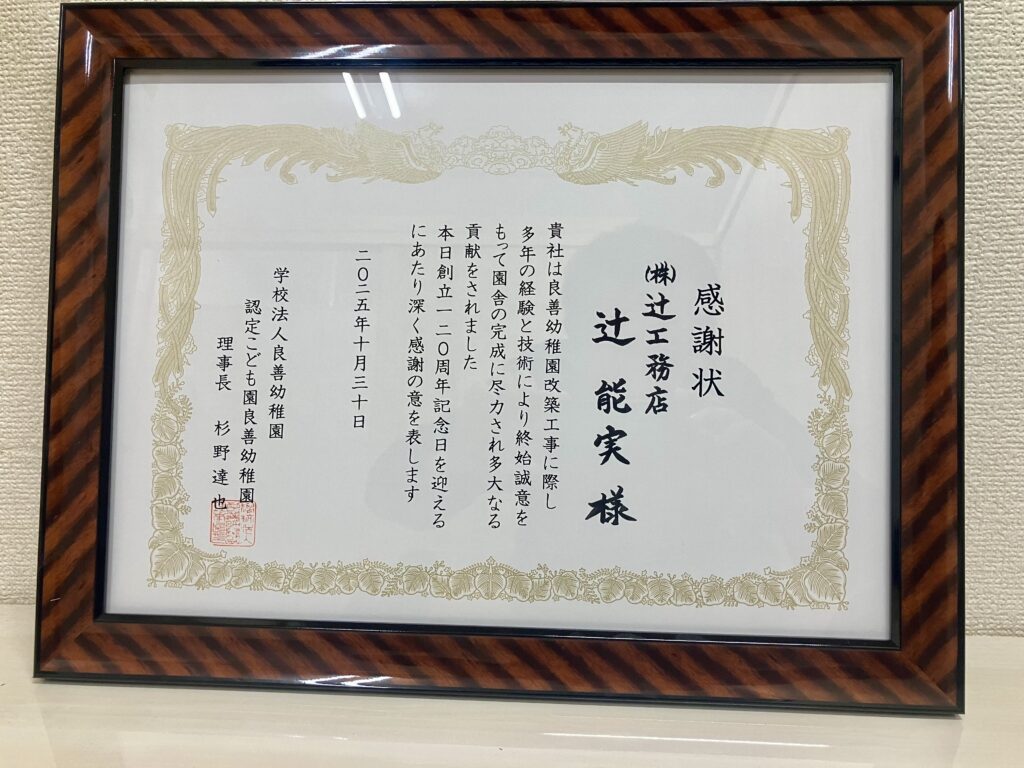 感謝状
㈱辻工務店
辻能実様
貴社は良善幼稚園改築工事に際し
多年の経験と技術により終始誠意を
もって園舎の完成に尽力され多大なる
貢献をされました
本日創立一二〇周年記念日を迎える
にあたり深く感謝の意を表します
二〇二五年十月三十日
学校法人良善幼稚園
認定こども園良善幼稚園
理事長 杉野達也